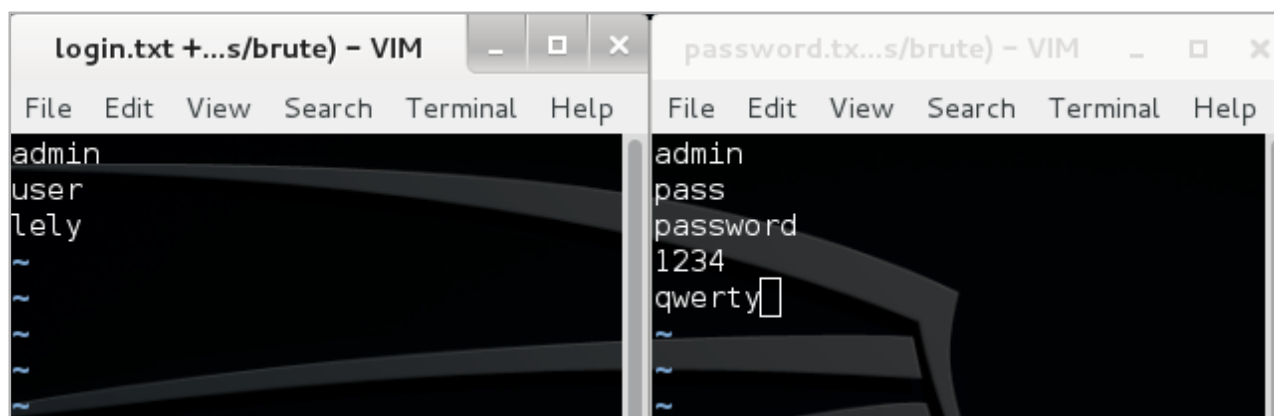 login.txt +...s/brute) – VIM
File Edit View Search Terminal Help
admin
user
lely
~
~
~
~
~
password.tx...s/brute) – VIM
File Edit View Search Terminal Help
admin
pass
password
1234
qwerty
~
~
~